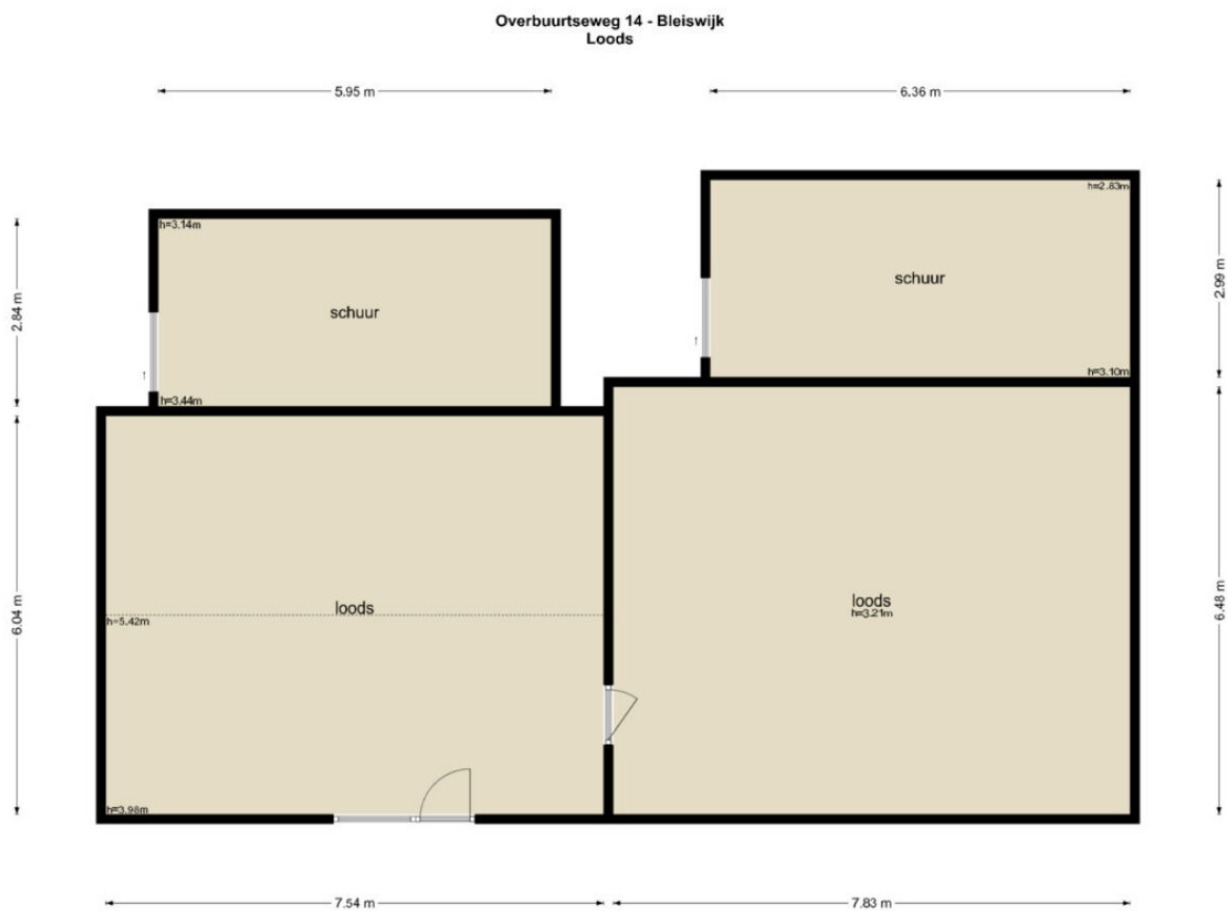 Overbuurtseweg 14 - Bleiswijk
Loods
5.95 m
6.36 m
h=2.83m
h=3.14m
2.84 m
schuur
schuur
2.99 m
h=3.44m
h=3.10m
6.04 m
loods
h=5.42m
loods
h=3.21m
6.48 m
h=3.98m
7.54 m
7.83 m